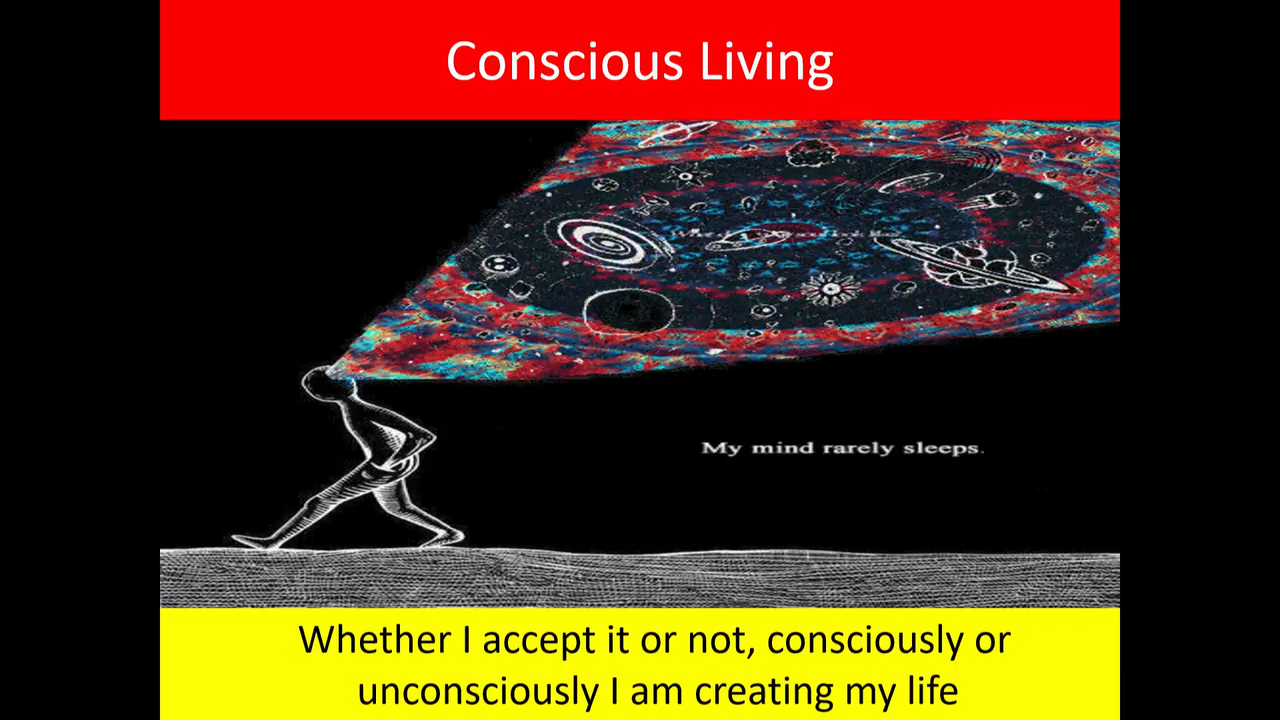 Conscious Living
My mind rarely sleeps.
Whether I accept it or not, consciously or
unconsciously I am creating my life